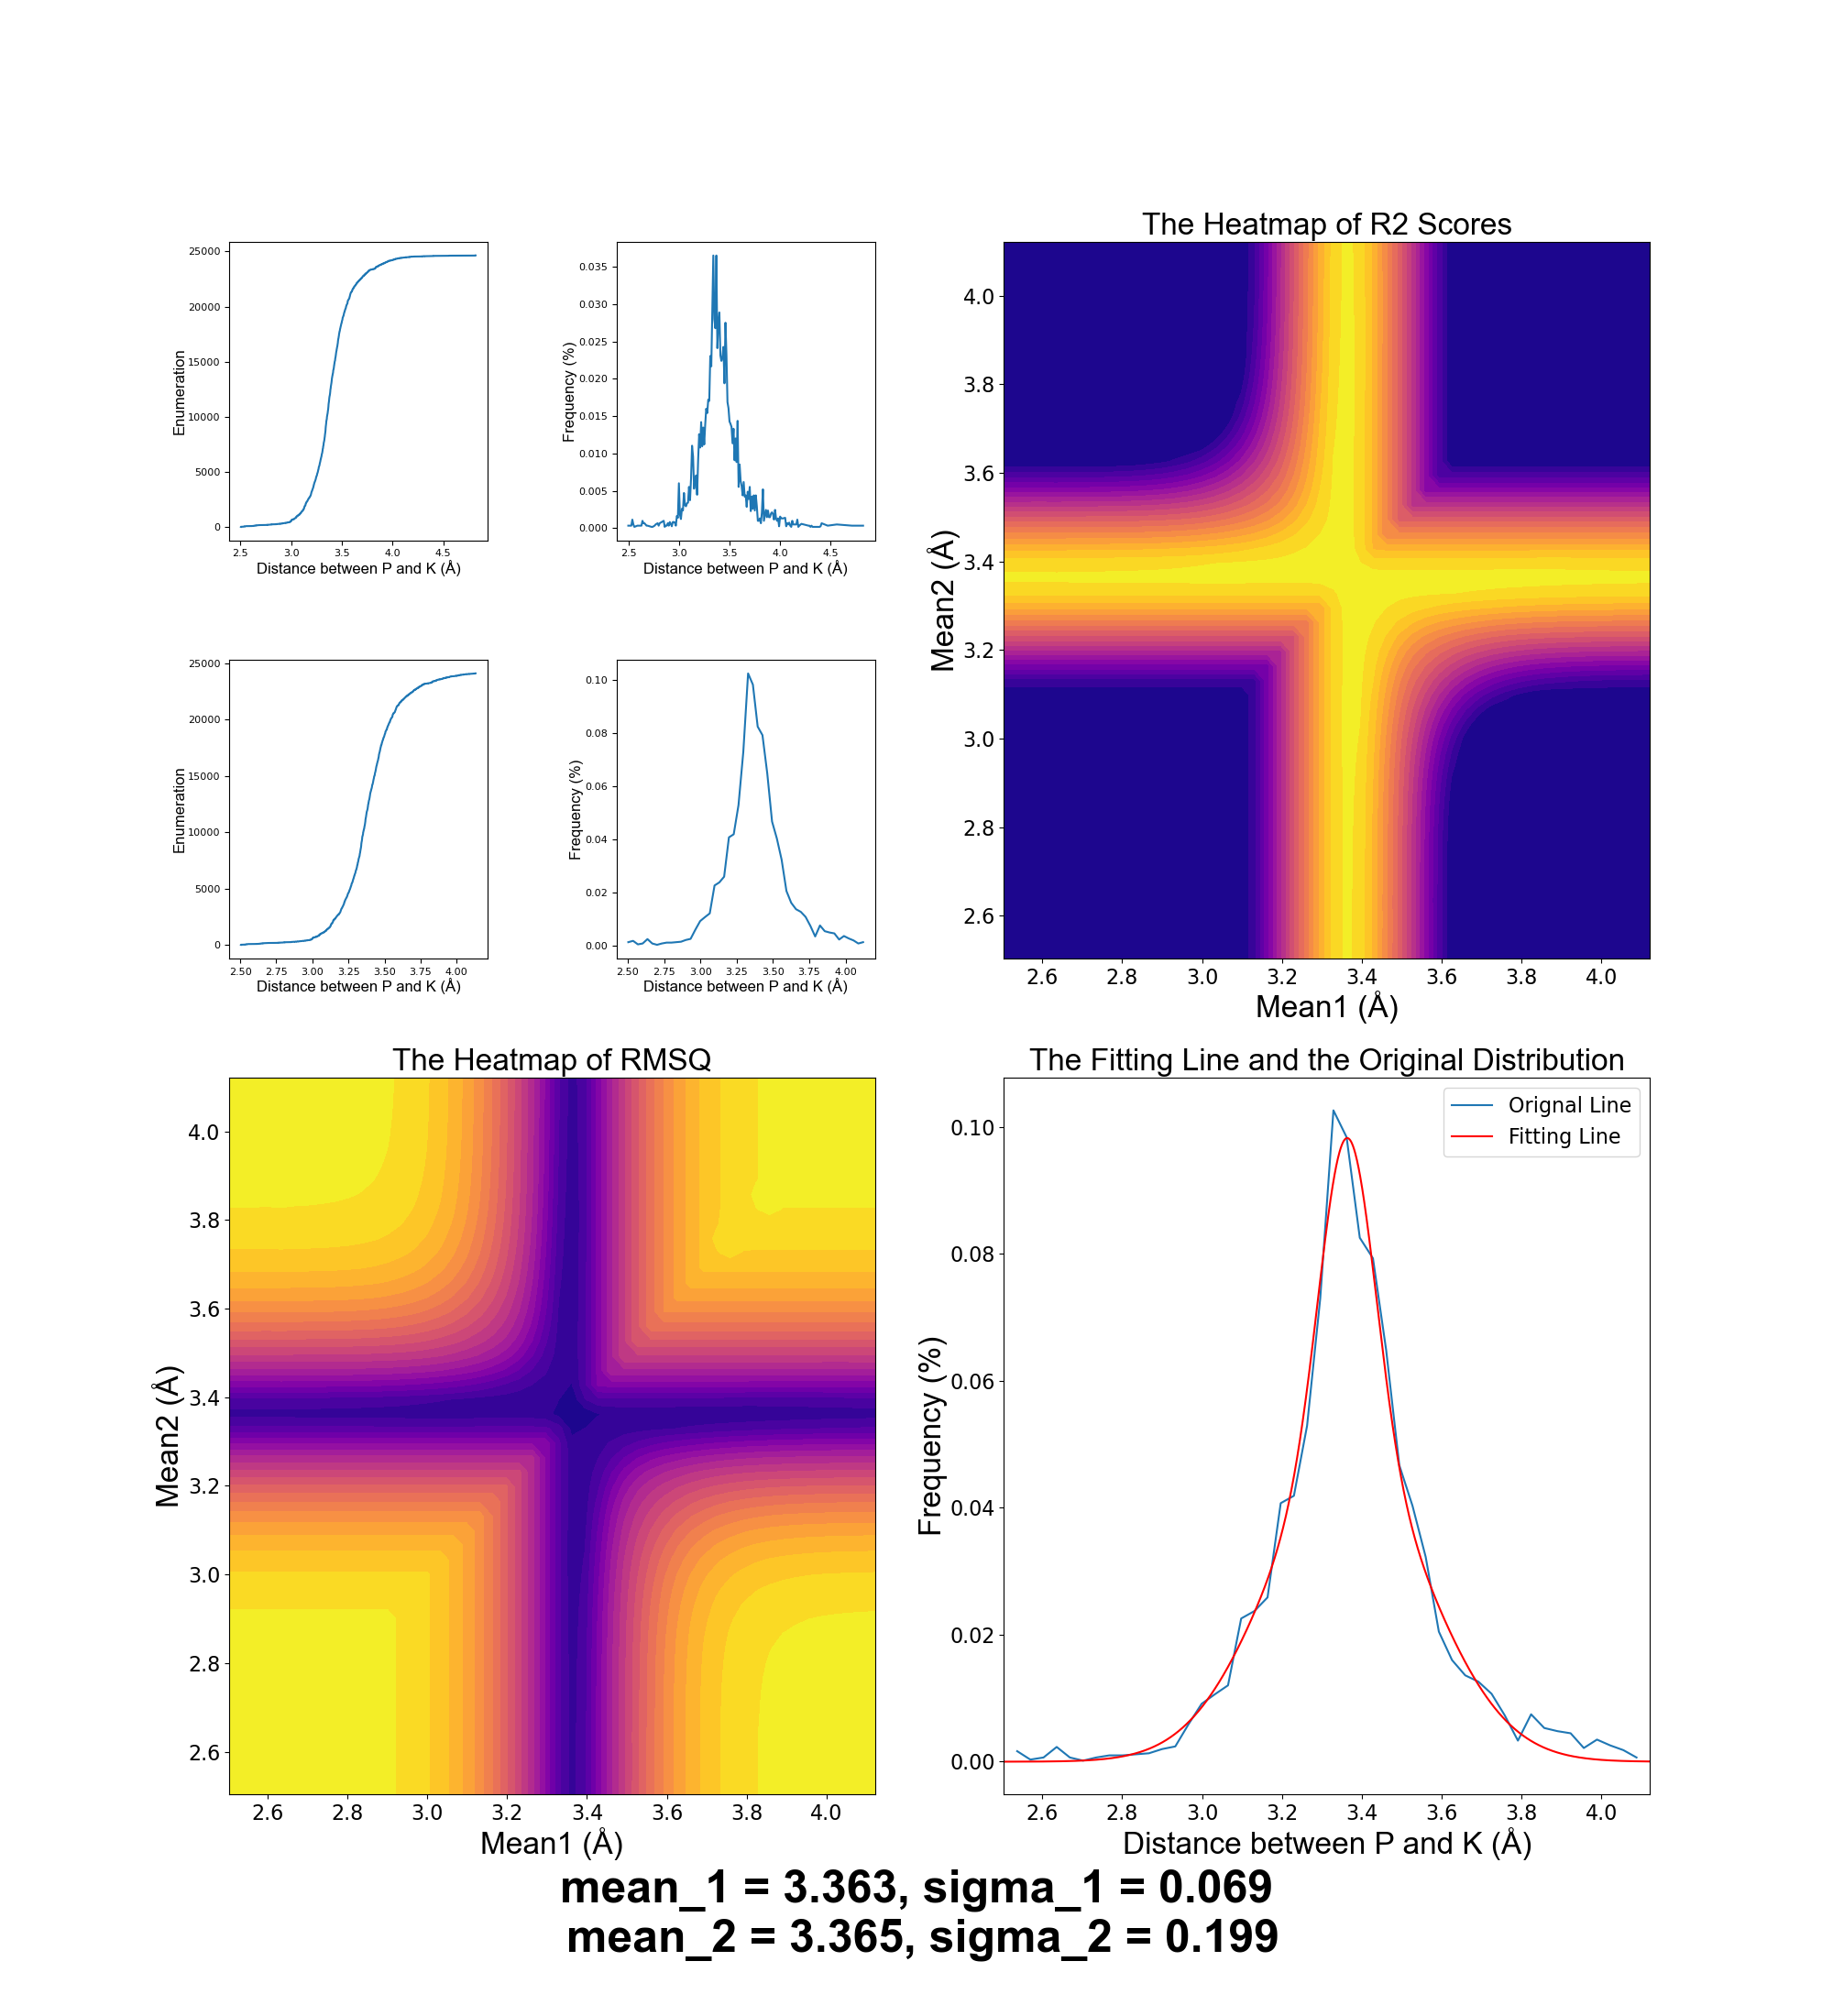 25000
20000
15000
10000
5000
0
Enumeration
2.5 3.0 3.5 4.0 4.5
Distance between P and K (Å)
0.035
0.030
0.025
0.020
0.015
0.010
0.005
0.000
Frequency (%)
2.5 3.0 3.5 4.0 4.5
Distance between P and K (Å)
The Heatmap of R2 Scores
4.0
3.8
3.6
3.4
3.2
3.0
2.8
2.6
Mean2 (Å)
2.6 2.8 3.0 3.2 3.4 3.6 3.8 4.0
Mean1 (Å)
25000
20000
15000
10000
5000
0
Enumeration
2.50 2.75 3.00 3.25 3.50 3.75 4.00
Distance between P and K (Å)
0.10
0.08
0.06
0.04
0.02
0.00
Frequency (%)
2.50 2.75 3.00 3.25 3.50 3.75 4.00
Distance between P and K (Å)
The Heatmap of RMSQ
4.0
3.8
3.6
3.4
3.2
3.0
2.8
2.6
Mean2 (Å)
2.6 2.8 3.0 3.2 3.4 3.6 3.8 4.0
Mean1 (Å)
The Fitting Line and the Original Distribution
Orignal Line
Fitting Line
0.10
0.08
0.06
0.04
0.02
0.00
Frequency (%)
2.6 2.8 3.0 3.2 3.4 3.6 3.8 4.0
Distance between P and K (Å)
mean_1 = 3.363, sigma_1 = 0.069
mean_2 = 3.365, sigma_2 = 0.199